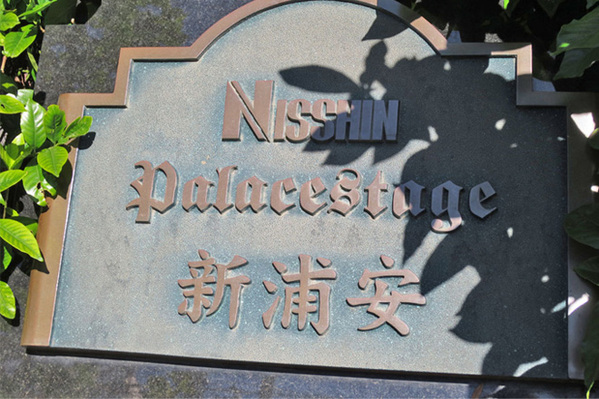 NISSHIN
Palacestage
新浦安